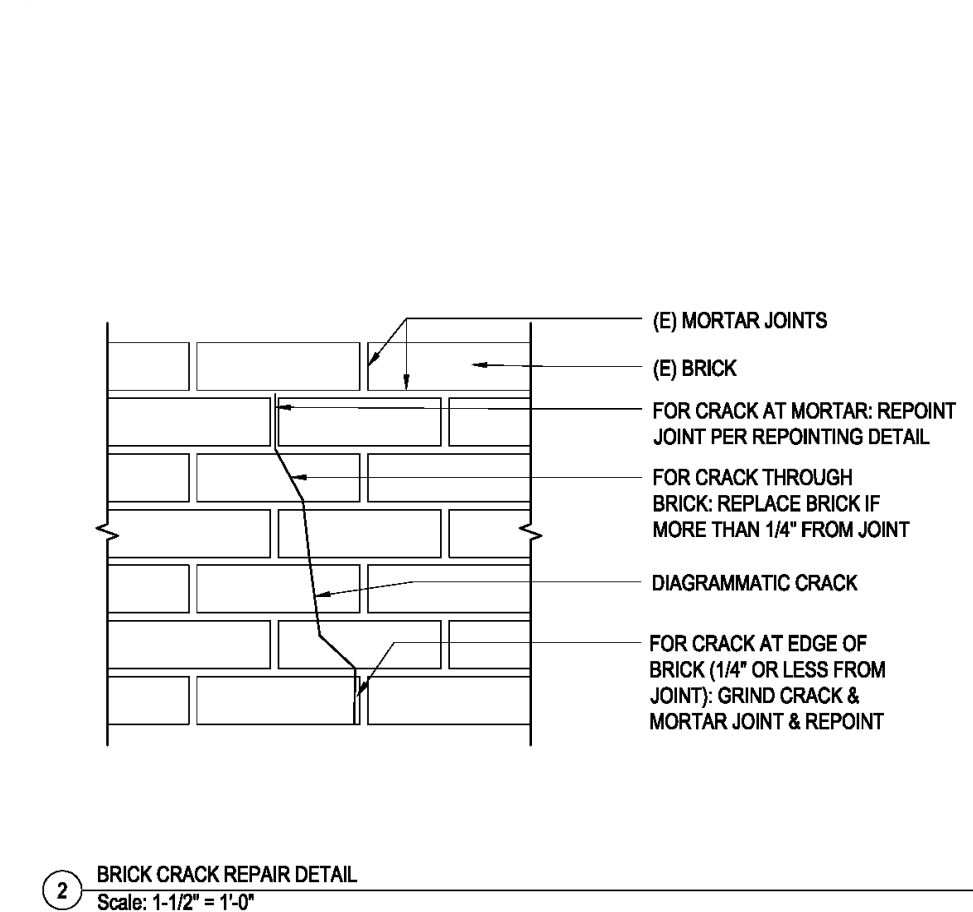 (E) MORTAR JOINTS
(E) BRICK
FOR CRACK AT MORTAR: REPOINT
JOINT PER REPOINTING DETAIL
FOR CRACK THROUGH
BRICK: REPLACE BRICK IF
MORE THAN 1/4" FROM JOINT
DIAGRAMMATIC CRACK
FOR CRACK AT EDGE OF
BRICK (1/4" OR LESS FROM
JOINT): GRIND CRACK &
MORTAR JOINT & REPOINT
2
BRICK CRACK REPAIR DETAIL
Scale: 1-1/2" = 1'-0"